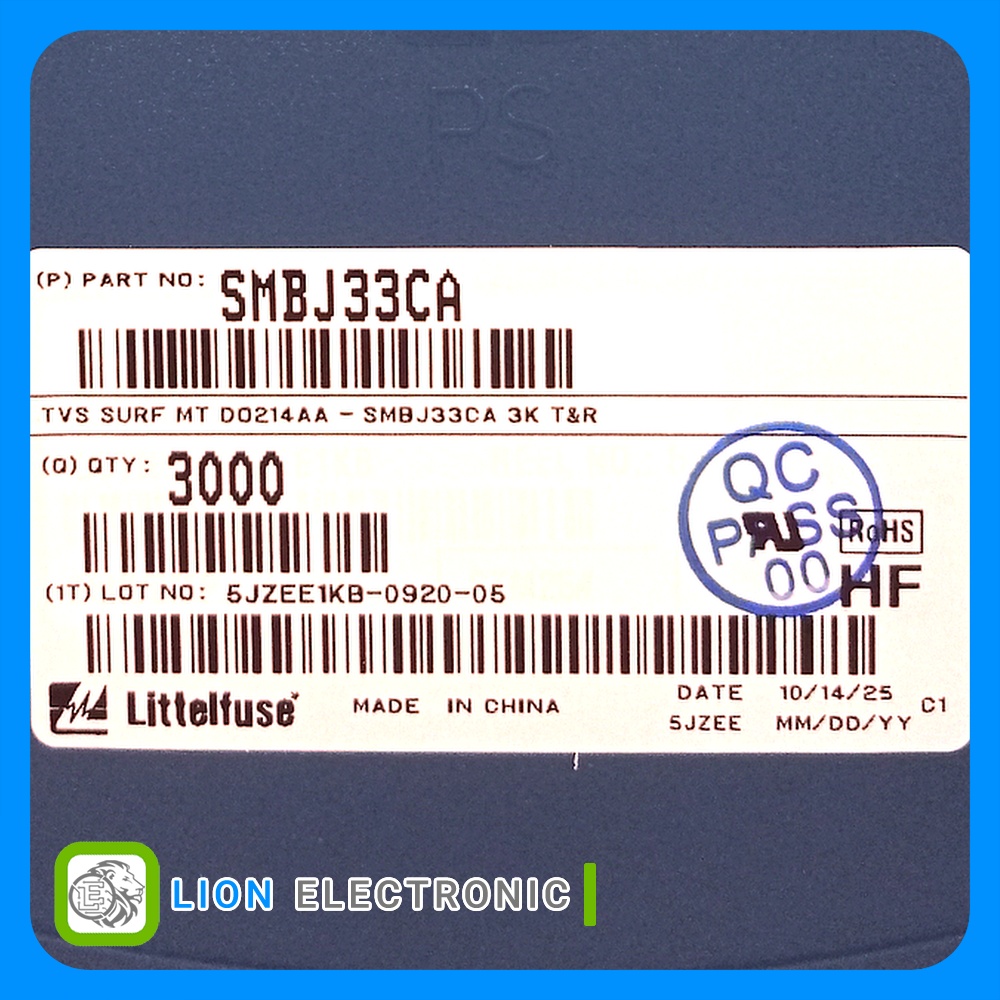 PS
(P) PART NO: SMBJ33CA
TVS SURF MT DO214AA - SMBJ33CA 3K T&R
(Q) QTY: 3000
QC
PASS
00
RoHS
HF
(1T) LOT NO: 5JZEE1KB-0920-05
Littelfuse
MADE IN CHINA
DATE 10/14/25
5JZEE MM/DD/YY
C1
LION ELECTRONIC